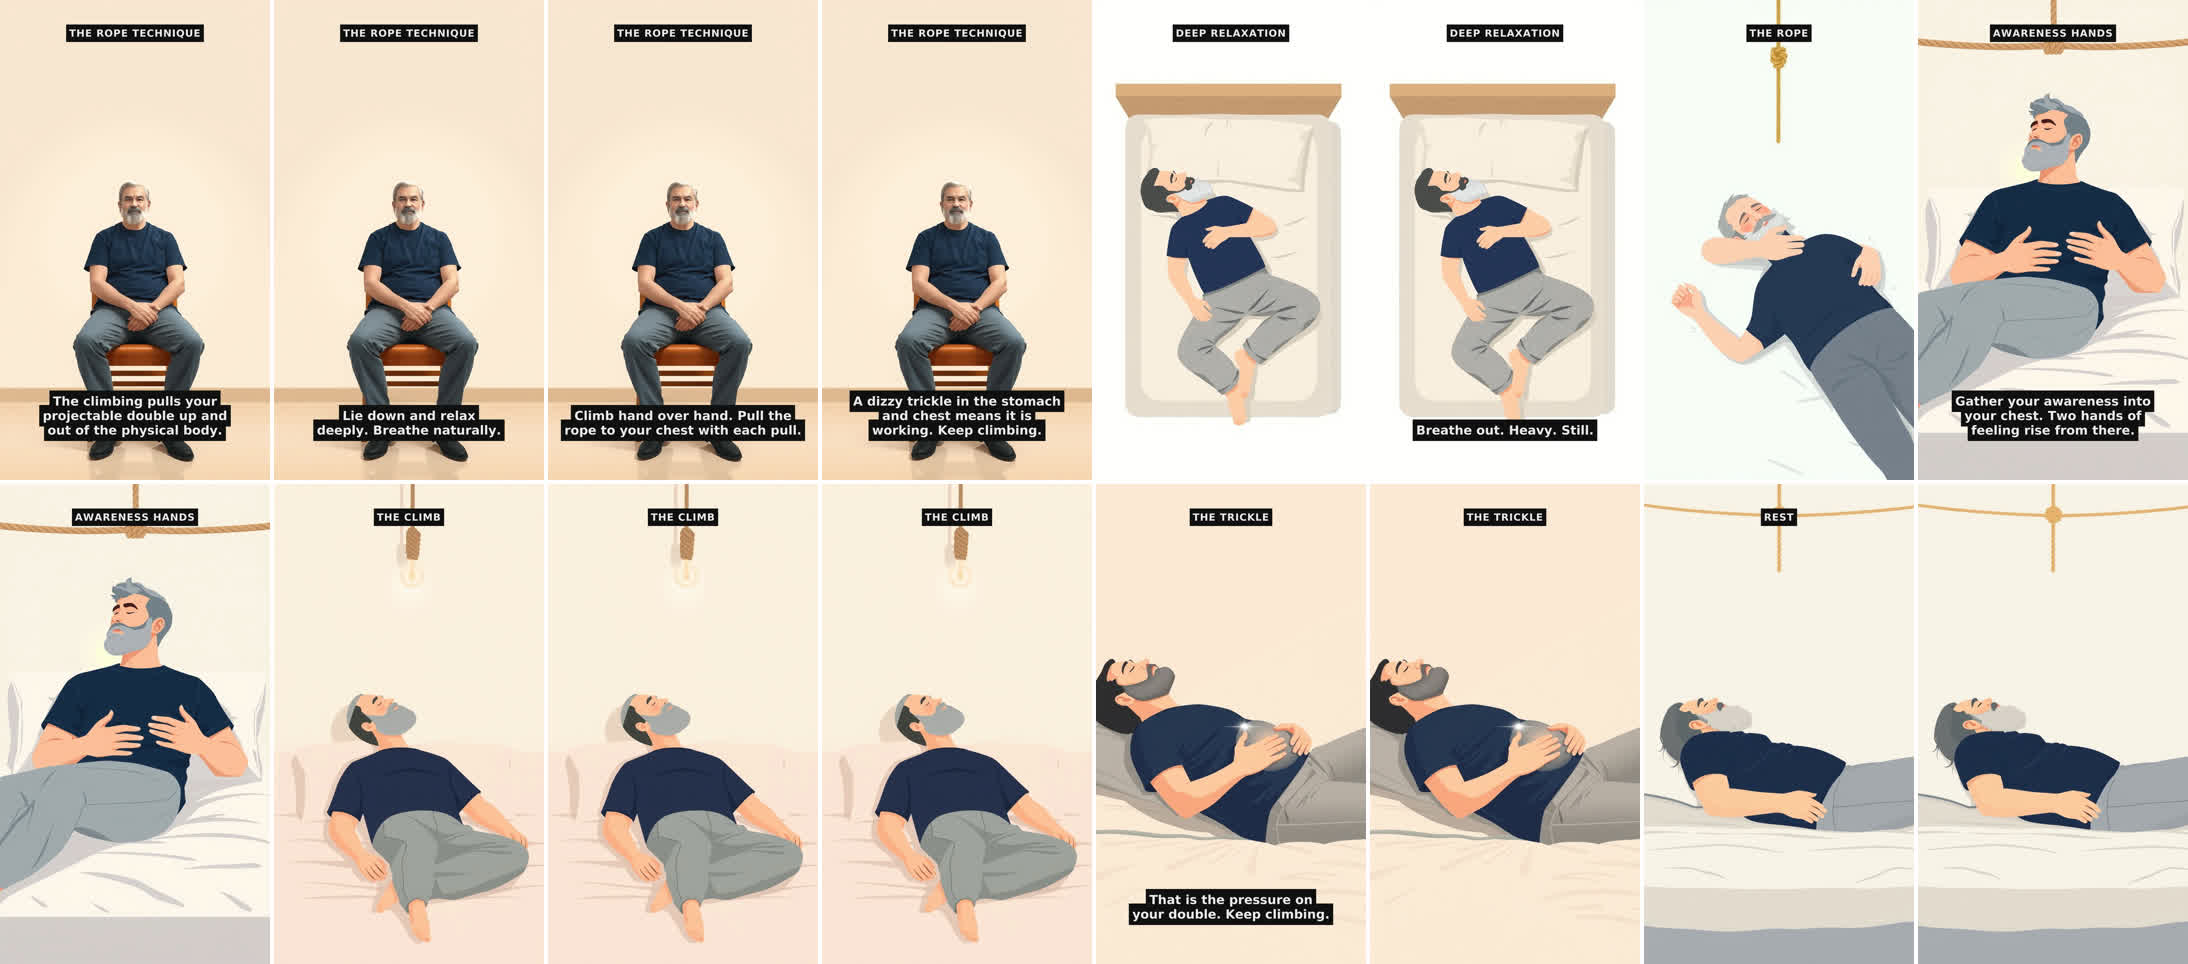 THE ROPE TECHNIQUE
The climbing pulls your
projectable double up and
out of the physical body.
THE ROPE TECHNIQUE
Lie down and relax
deeply. Breathe naturally.
THE ROPE TECHNIQUE
Climb hand over hand. Pull the
rope to your chest with each pull.
THE ROPE TECHNIQUE
A dizzy trickle in the stomach
and chest means it is
working. Keep climbing.
DEEP RELAXATION
DEEP RELAXATION
Breathe out. Heavy. Still.
THE ROPE
AWARENESS HANDS
Gather your awareness into
your chest. Two hands of
feeling rise from there.
AWARENESS HANDS
THE CLIMB
THE CLIMB
THE CLIMB
THE TRICKLE
That is the pressure on
your double. Keep climbing.
THE TRICKLE
REST